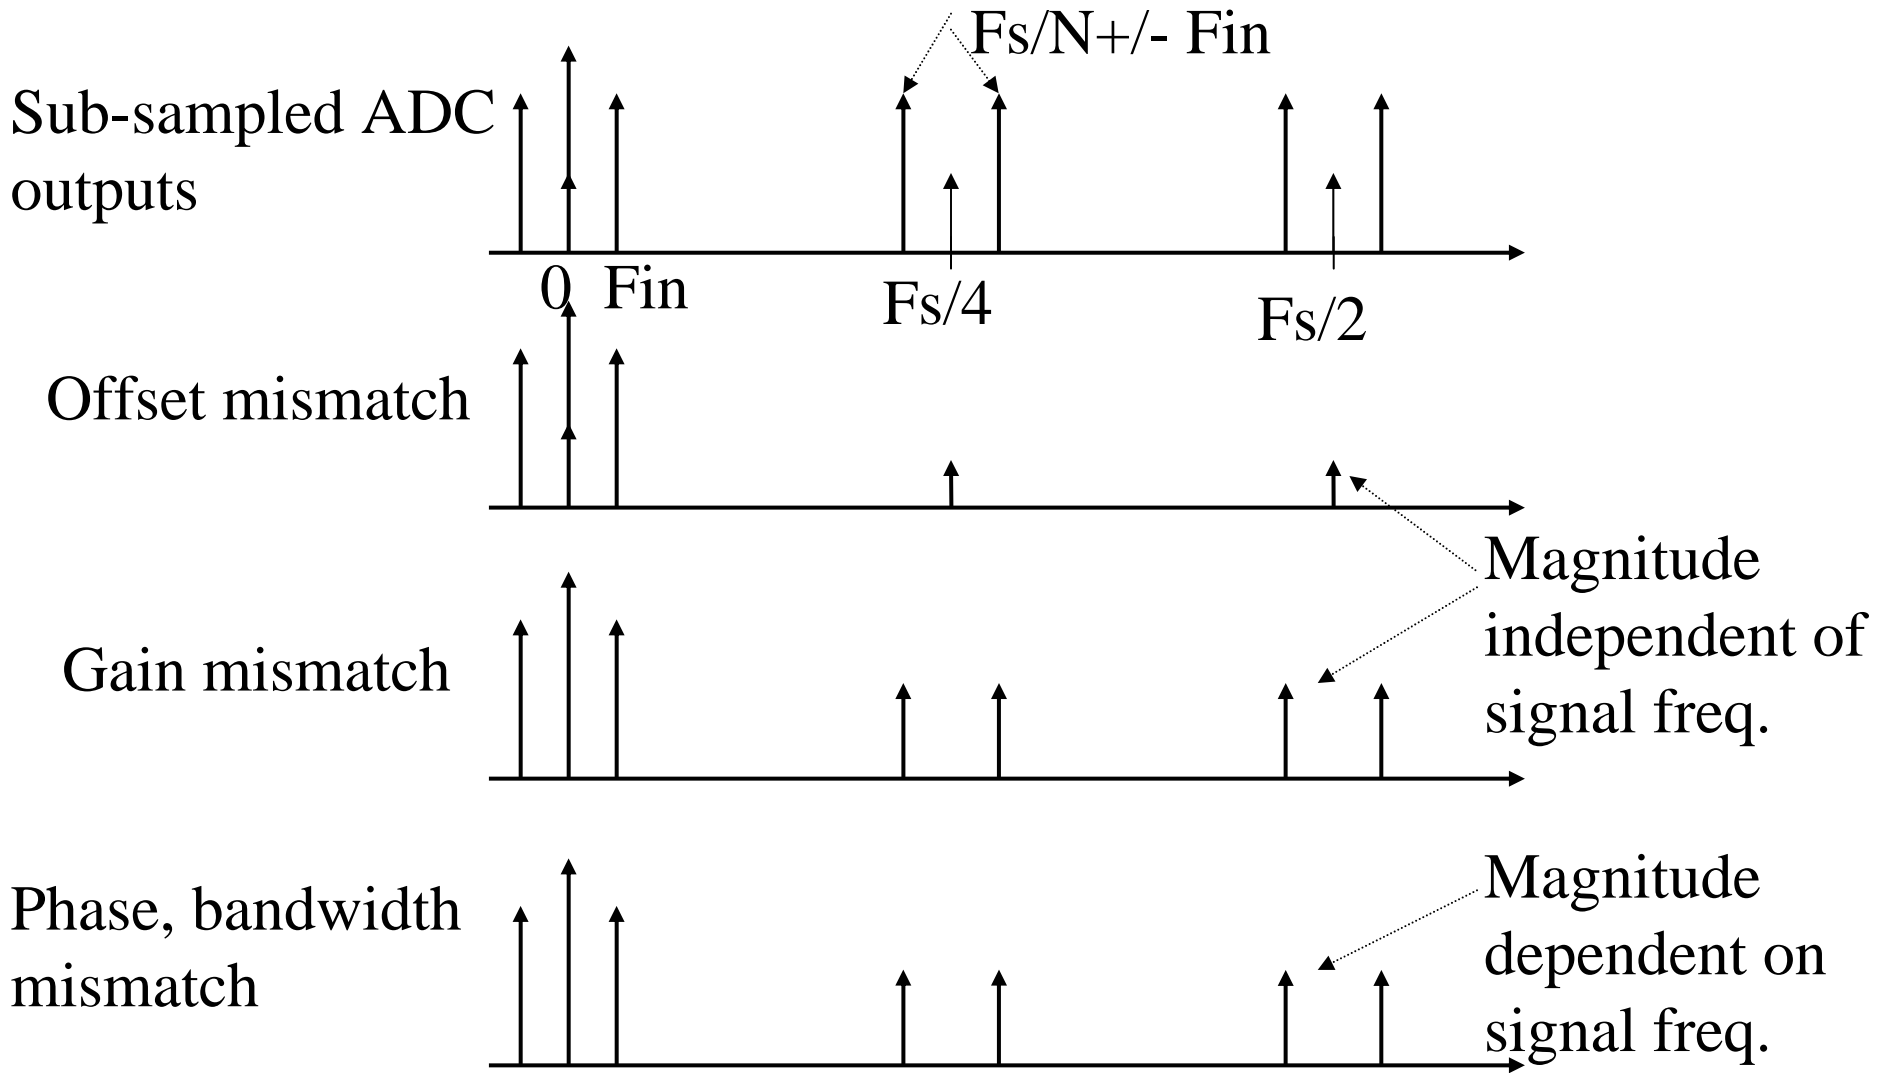 Fs/N+/- Fin
Sub-sampled ADC
outputs
0 Fin
Fs/4
Fs/2
Offset mismatch
Magnitude
independent of
signal freq.
Gain mismatch
Phase, bandwidth
mismatch
Magnitude
dependent on
signal freq.